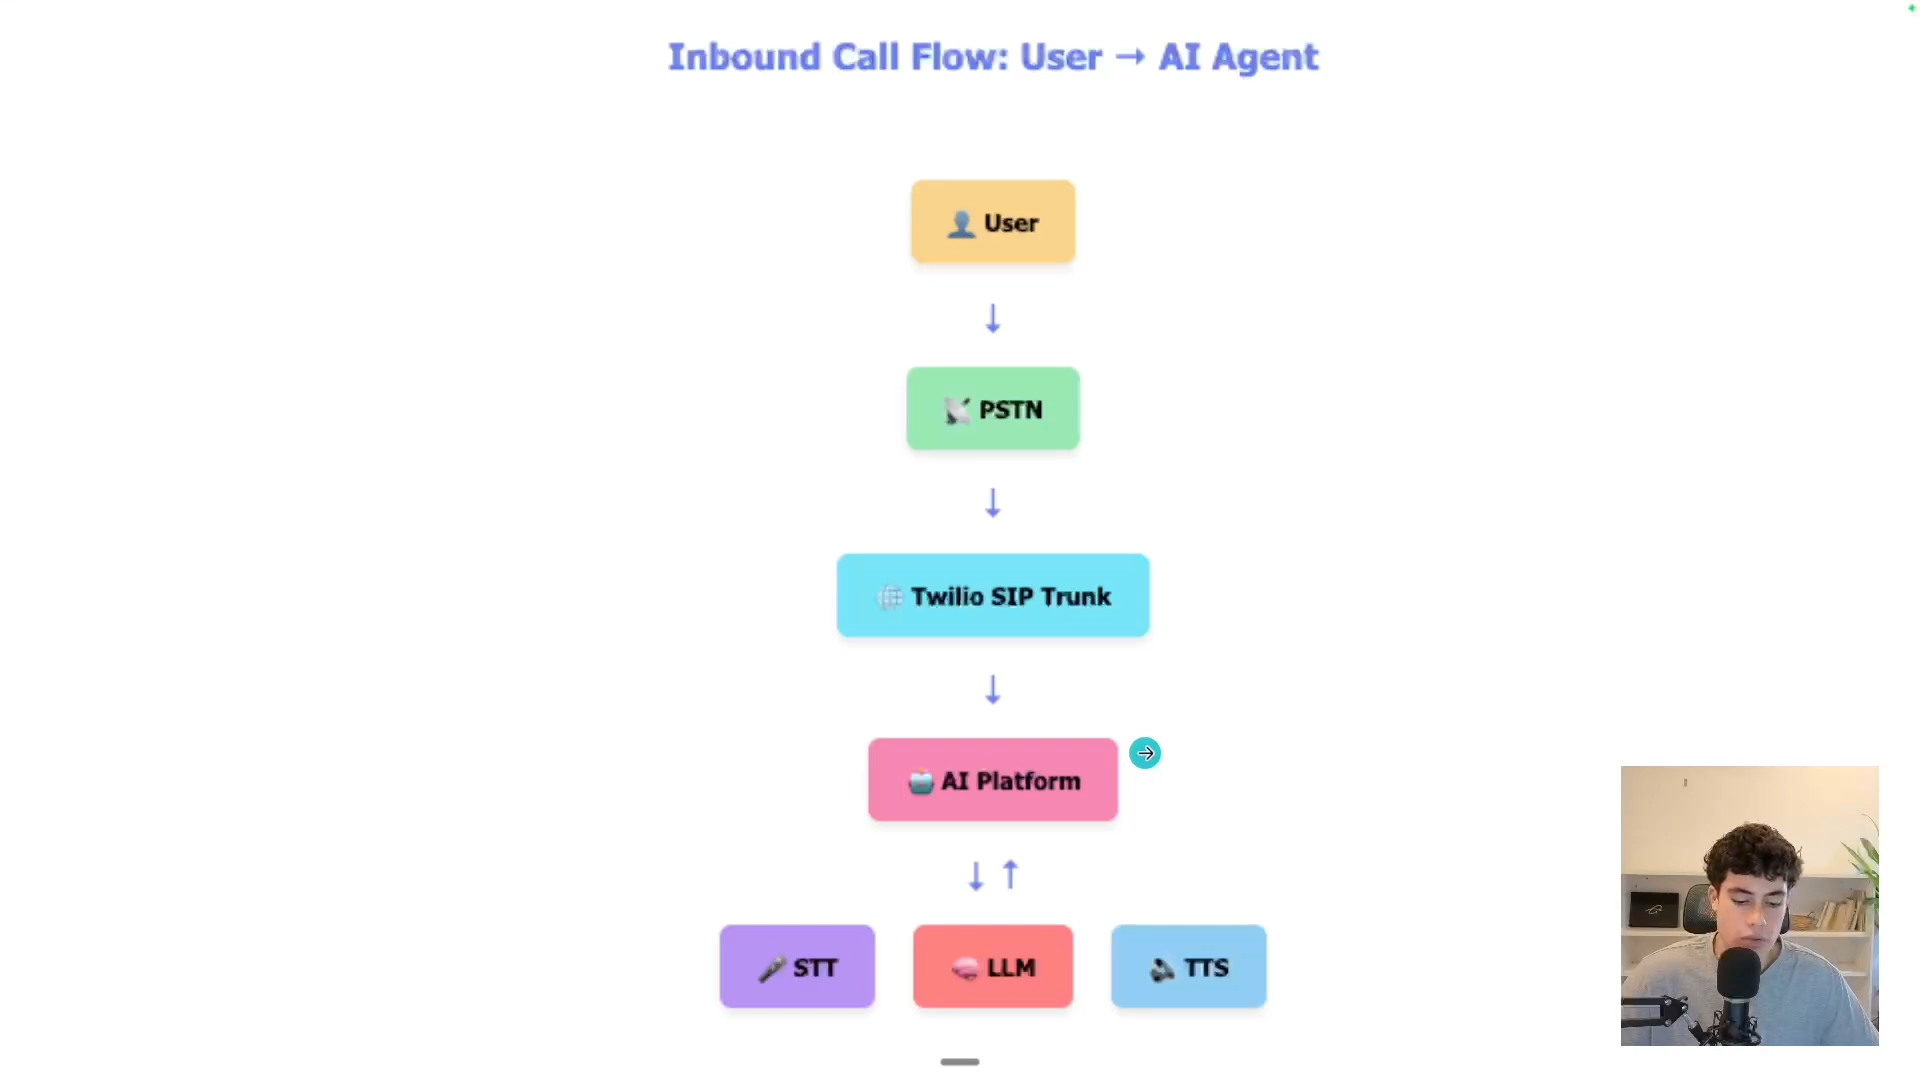 Inbound Call Flow: User → AI Agent
User
PSTN
Twilio SIP Trunk
AI Platform
STT
LLM
TTS